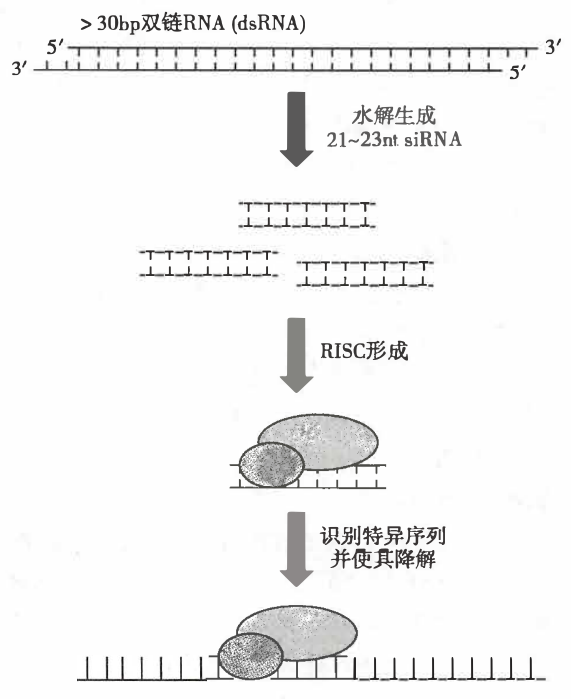 > 30bp双链RNA (dsRNA)
5′ 3′
3′ 5′
水解生成
21~23nt siRNA
RISC形成
识别特异序列
并使其降解